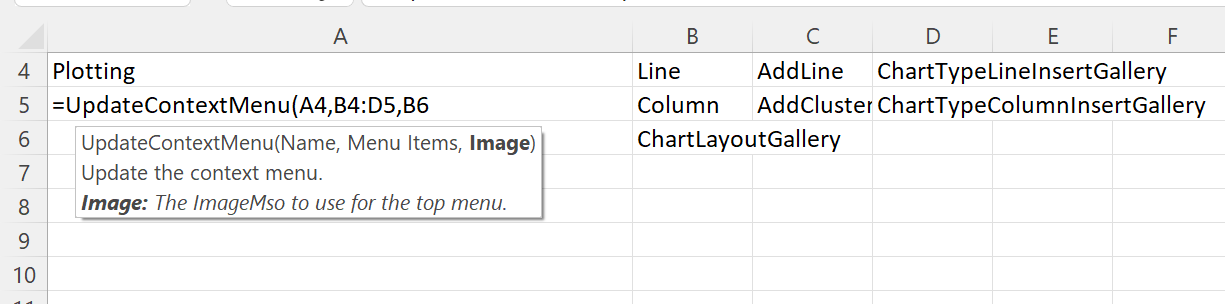 A B C D E F
4 Plotting Line AddLine ChartTypeLineInsertGallery
5 =UpdateContextMenu(A4,B4:D5,B6 Column AddCluster ChartTypeColumnInsertGallery
6 UpdateContextMenu(Name, Menu Items, Image) ChartLayoutGallery
7 Update the context menu.
8 Image: The ImageMso to use for the top menu.
9
10